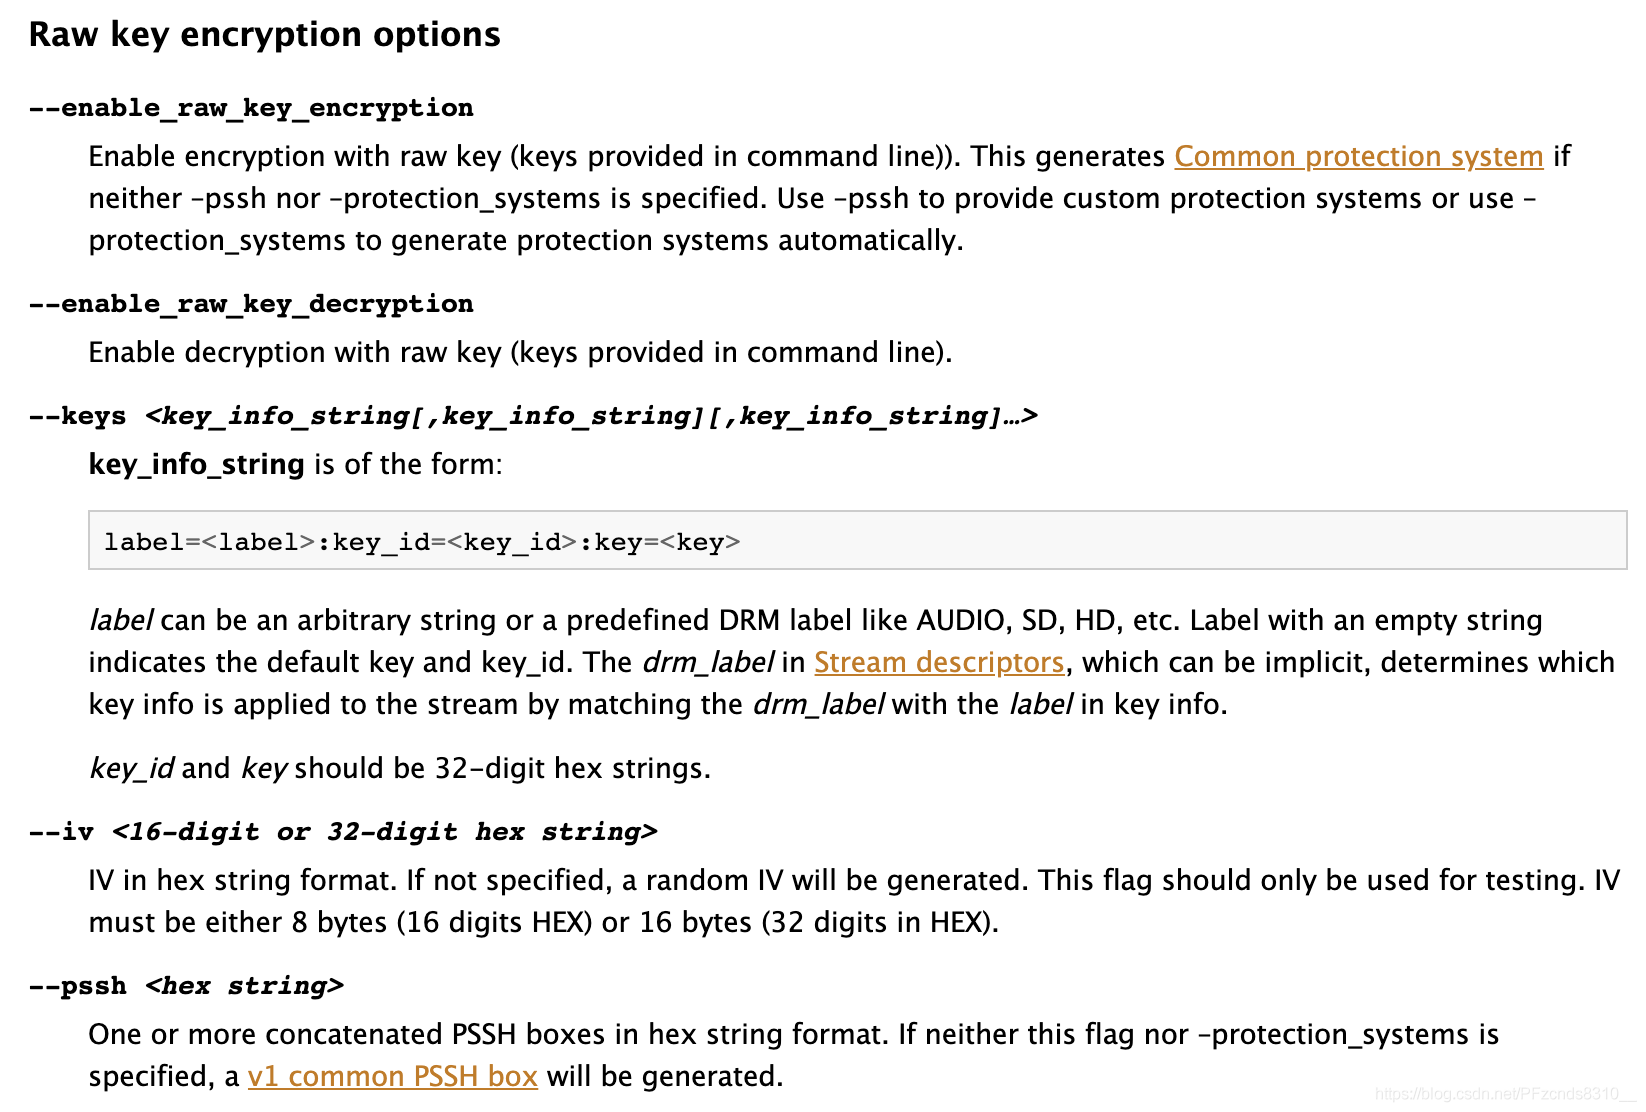 Raw key encryption options
--enable_raw_key_encryption
Enable encryption with raw key (keys provided in command line)). This generates Common protection system if
neither –pssh nor –protection_systems is specified. Use –pssh to provide custom protection systems or use –
protection_systems to generate protection systems automatically.
--enable_raw_key_decryption
Enable decryption with raw key (keys provided in command line).
--keys <key_info_string[,key_info_string][,key_info_string]…>
key_info_string is of the form:
label=<label>:key_id=<key_id>:key=<key>
label can be an arbitrary string or a predefined DRM label like AUDIO, SD, HD, etc. Label with an empty string
indicates the default key and key_id. The drm_label in Stream descriptors, which can be implicit, determines which
key info is applied to the stream by matching the drm_label with the label in key info.
key_id and key should be 32-digit hex strings.
--iv <16-digit or 32-digit hex string>
IV in hex string format. If not specified, a random IV will be generated. This flag should only be used for testing. IV
must be either 8 bytes (16 digits HEX) or 16 bytes (32 digits in HEX).
--pssh <hex string>
One or more concatenated PSSH boxes in hex string format. If neither this flag nor –protection_systems is
specified, a v1 common PSSH box will be generated.
https://blog.csdn.net/PFzcnds8310__